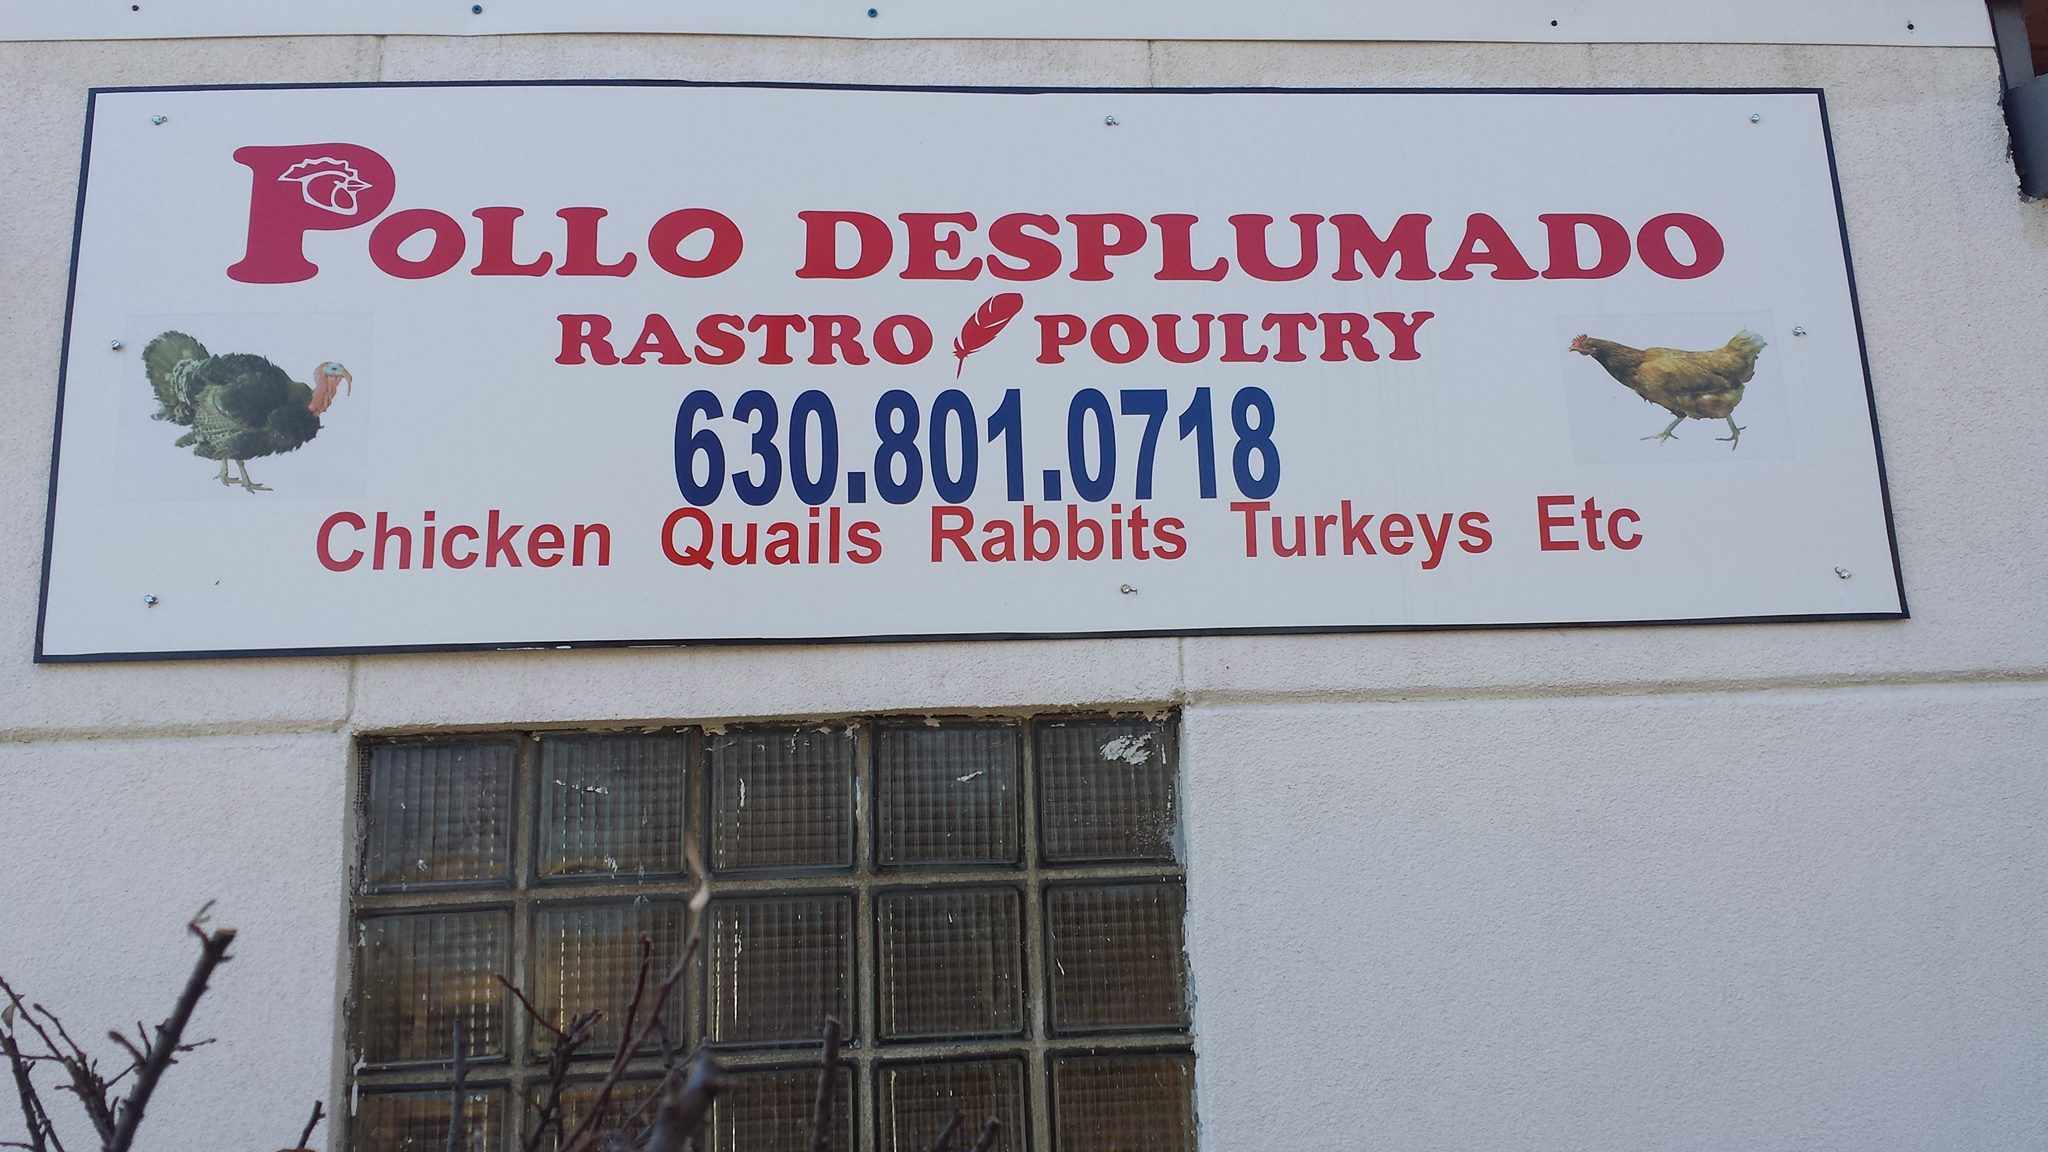 POLLO DESPLUMADO
RASTRO POULTRY
630.801.0718
Chicken Quails Rabbits Turkeys Etc